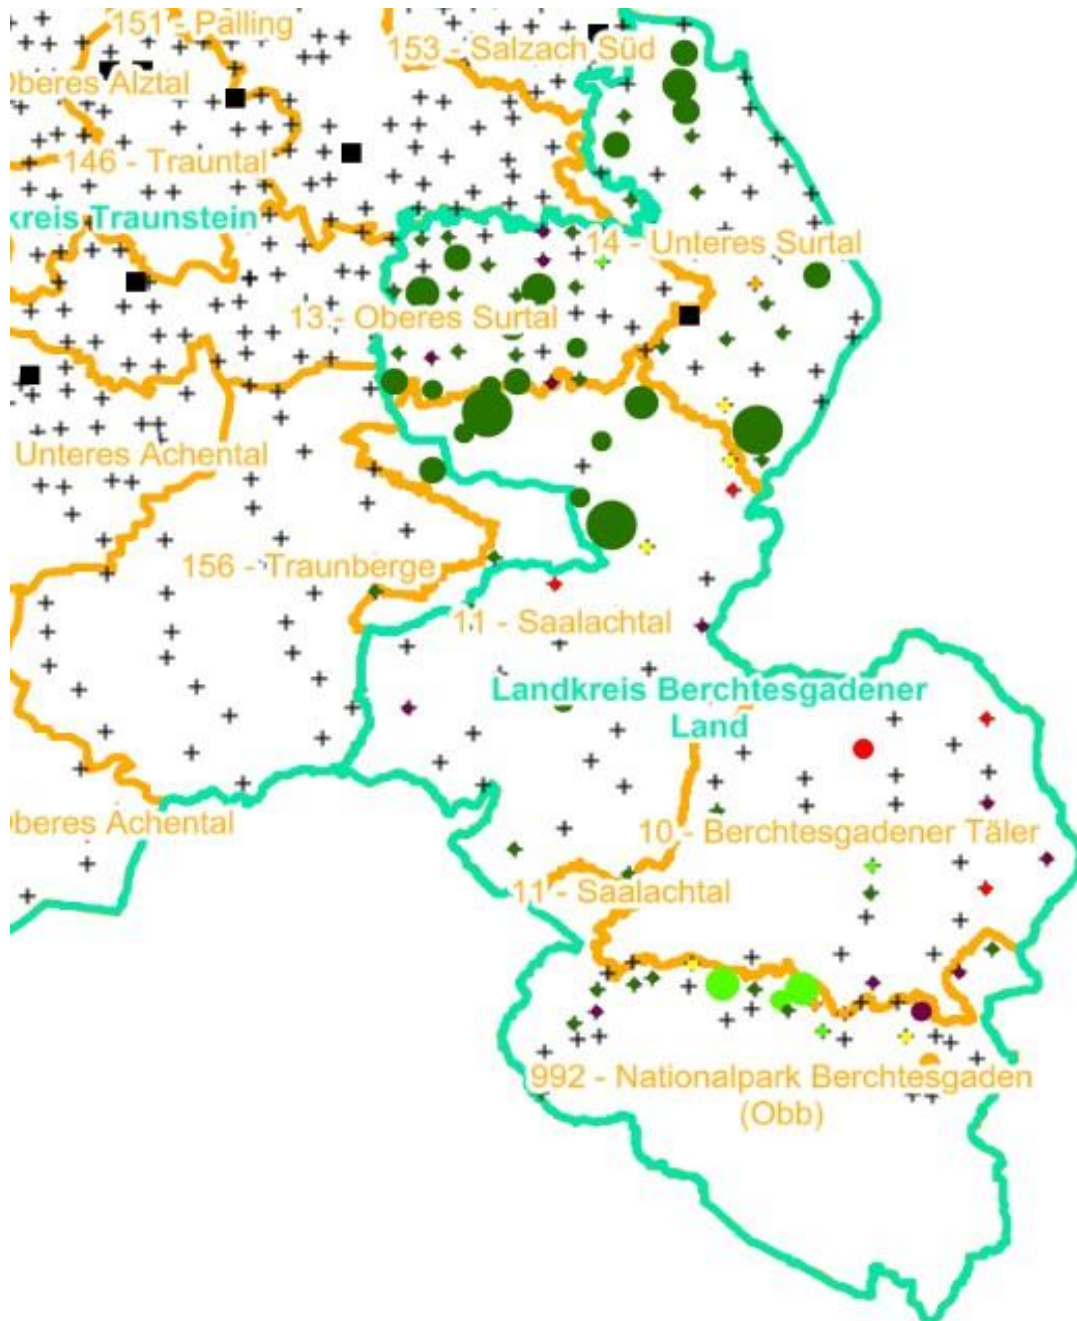 151 - Palling
153 - Salzach Süd
Oberes Alztal
146 - Trauntal
kreis Traunstein
14 - Unteres Surtal
13 - Oberes Surtal
Unteres Achental
156 - Traunberge
11 - Saalachtal
Landkreis Berchtesgadener
Land
Oberes Achental
10 - Berchtesgadener Täler
11 - Saalachtal
992 - Nationalpark Berchtesgaden
(Obb)